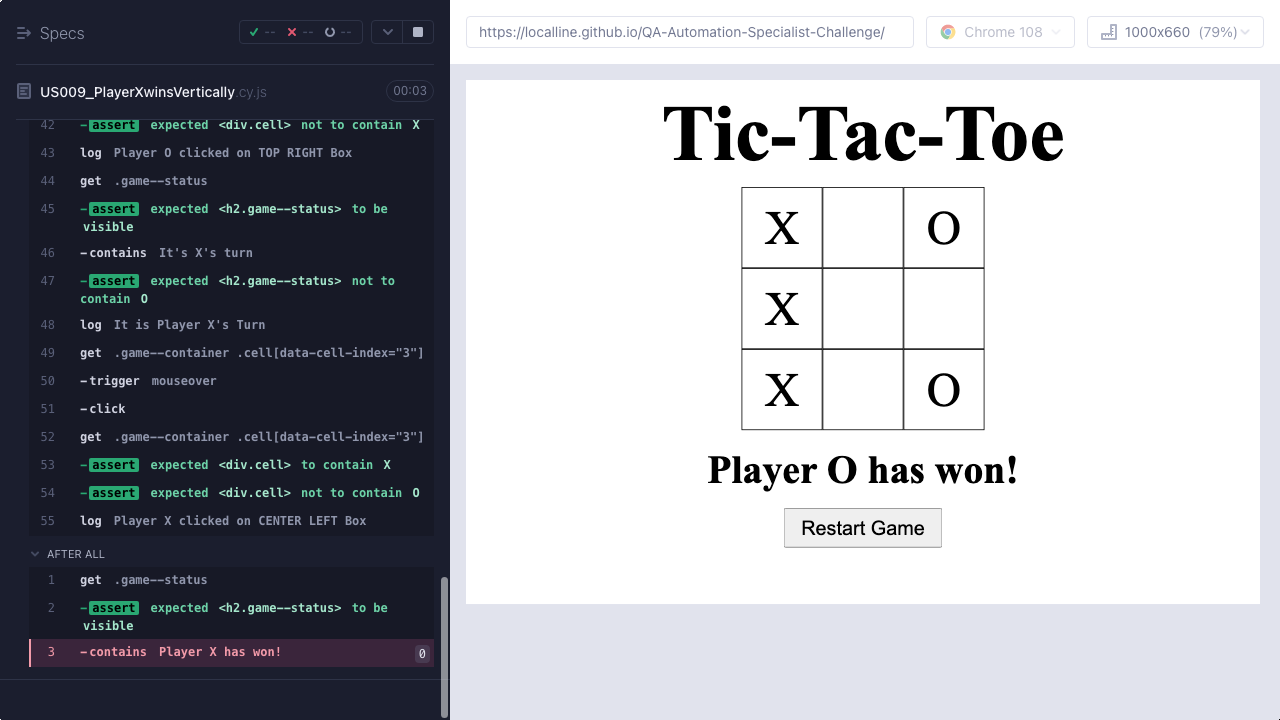 Specs
-- -- --
US009_PlayerXwinsVertically.cy.js
00:03
42 -assert expected <div.cell> not to contain X
43 log Player O clicked on TOP RIGHT Box
44 get .game--status
45 -assert expected <h2.game--status> to be
visible
46 -contains It's X's turn
47 -assert expected <h2.game--status> not to
contain O
48 log It is Player X's Turn
49 get .game--container .cell[data-cell-index="3"]
50 -trigger mouseover
51 -click
52 get .game--container .cell[data-cell-index="3"]
53 -assert expected <div.cell> to contain X
54 -assert expected <div.cell> not to contain O
55 log Player X clicked on CENTER LEFT Box
AFTER ALL
1 get .game--status
2 -assert expected <h2.game--status> to be
visible
3 -contains Player X has won! 0
https://localline.github.io/QA-Automation-Specialist-Challenge/
Chrome 108
1000x660 (79%)
Tic-Tac-Toe
X O
X
X O
Player O has won!
Restart Game